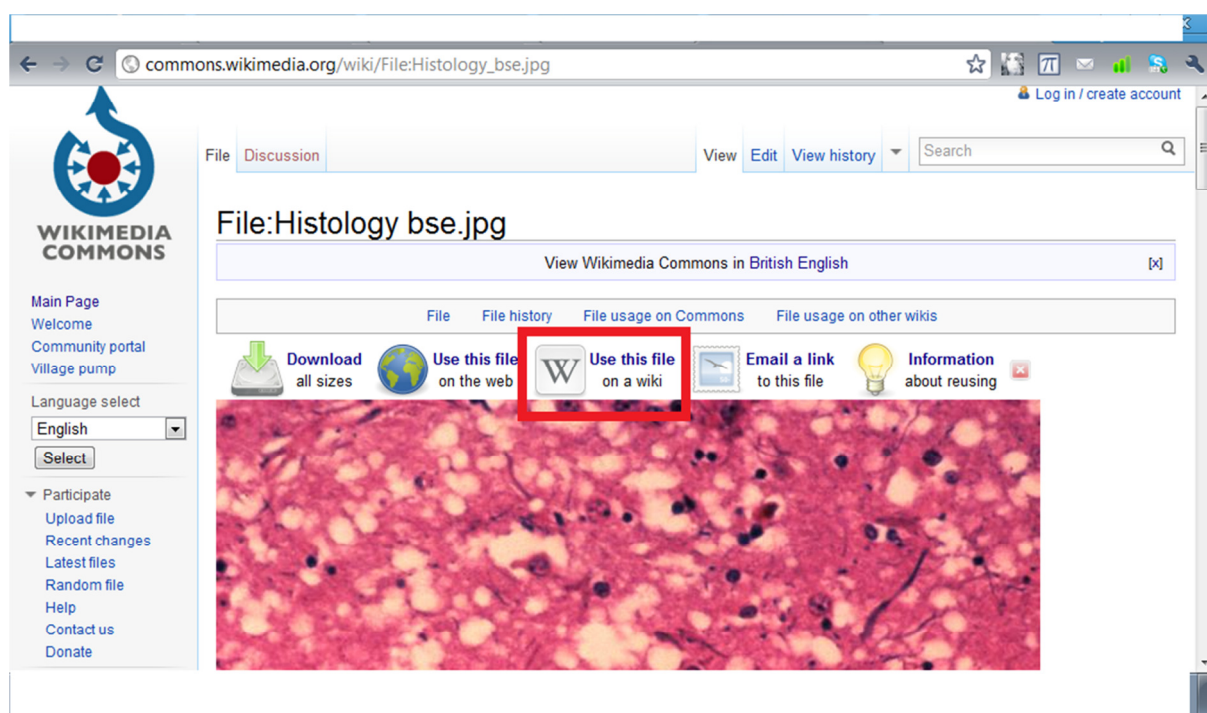 commons.wikimedia.org/wiki/File:Histology_bse.jpg
Log in / create account
File Discussion View Edit View history Search
WIKIMEDIA
COMMONS
File:Histology bse.jpg
View Wikimedia Commons in British English [x]
File File history File usage on Commons File usage on other wikis
Download
all sizes
Use this file
on the web
W
Use this file
on a wiki
Email a link
to this file
Information
about reusing
Main Page
Welcome
Community portal
Village pump
Language select
English
Select
Participate
Upload file
Recent changes
Latest files
Random file
Help
Contact us
Donate